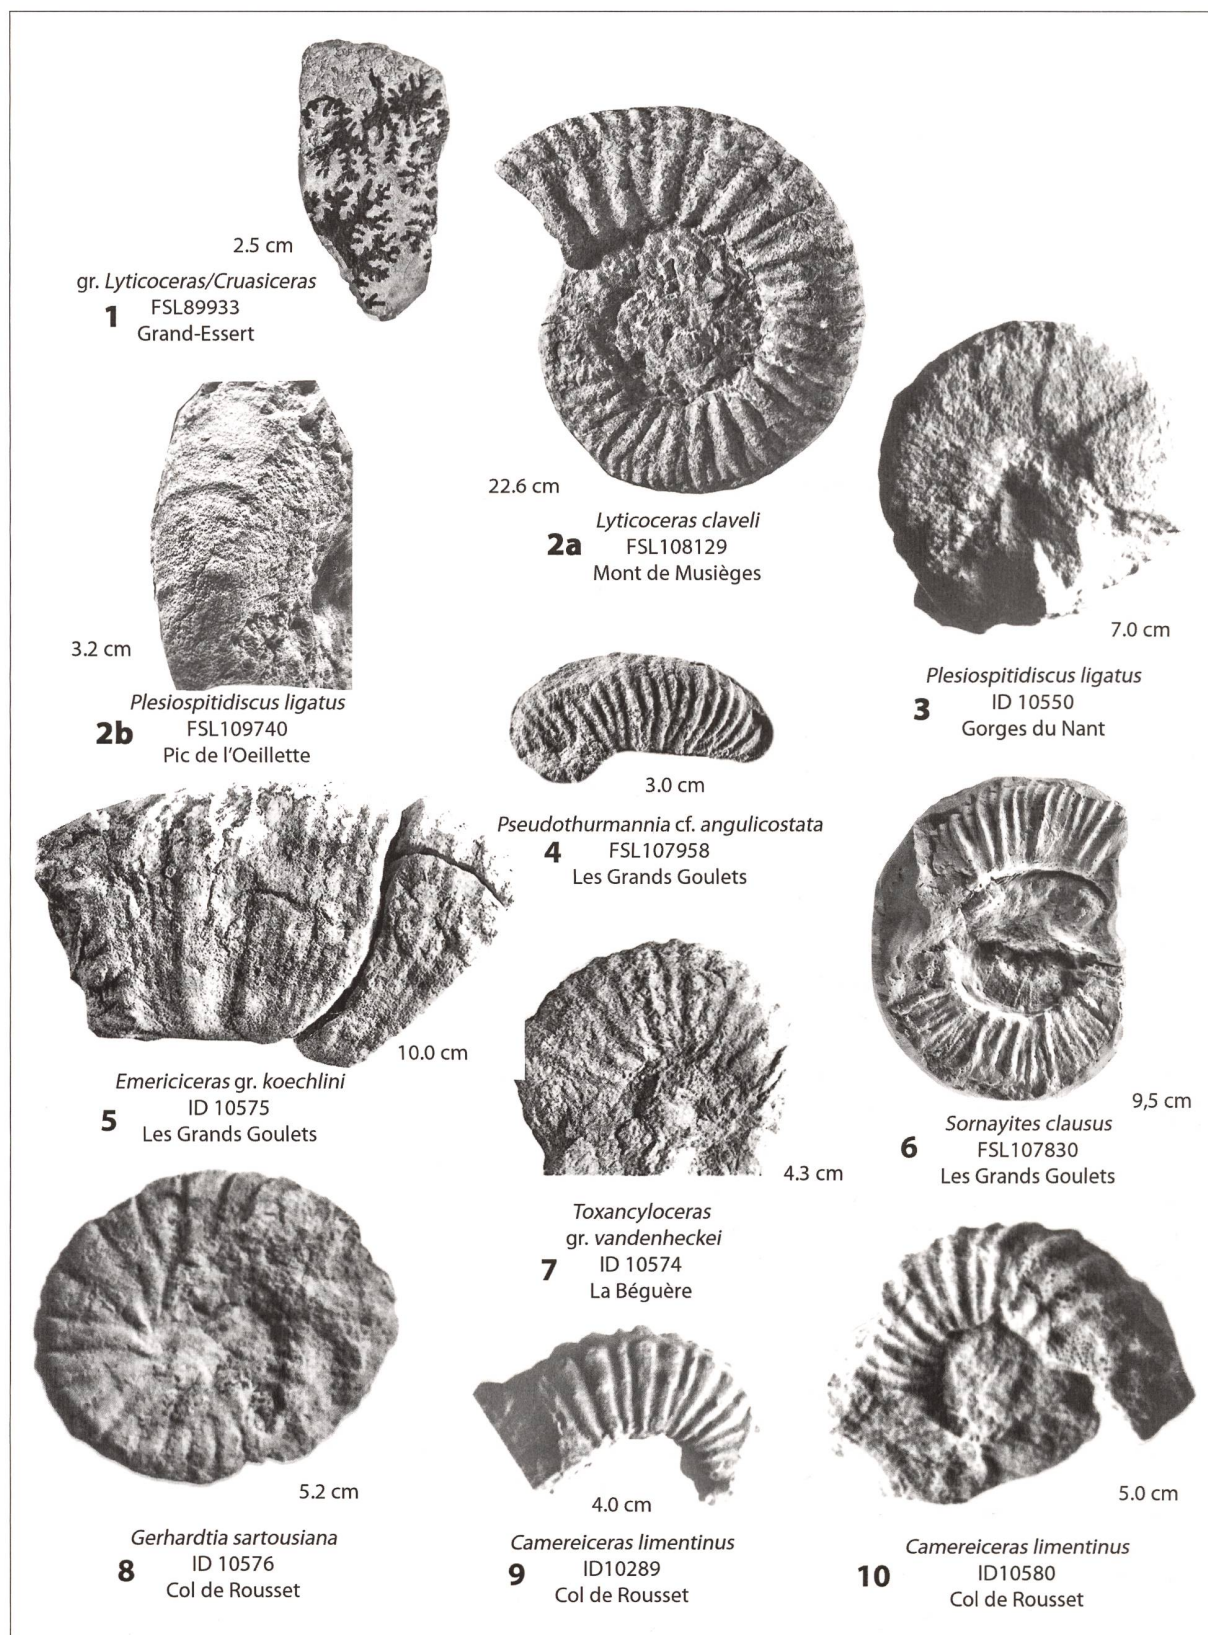 2.5 cm
gr. Lyticoceras/Cruasiceras
1 FSL89933
Grand-Essert
22.6 cm
Lyticoceras claveli
2a FSL108129
Mont de Musièges
3.2 cm
Plesiospitidiscus ligatus
2b FSL109740
Pic de l'Oeillette
7.0 cm
Plesiospitidiscus ligatus
3 ID 10550
Gorges du Nant
3.0 cm
Pseudothurmannia cf. angulicostata
4 FSL107958
Les Grands Goulets
10.0 cm
Emericiceras gr. koechlini
5 ID 10575
Les Grands Goulets
9,5 cm
Sornayites clausus
6 FSL107830
Les Grands Goulets
4.3 cm
Toxancyloceras
gr. vandenheckei
7 ID 10574
La Béguère
5.2 cm
Gerhardtia sartousiana
8 ID 10576
Col de Rousset
4.0 cm
Camereiceras limentinus
9 ID10289
Col de Rousset
5.0 cm
Camereiceras limentinus
10 ID10580
Col de Rousset